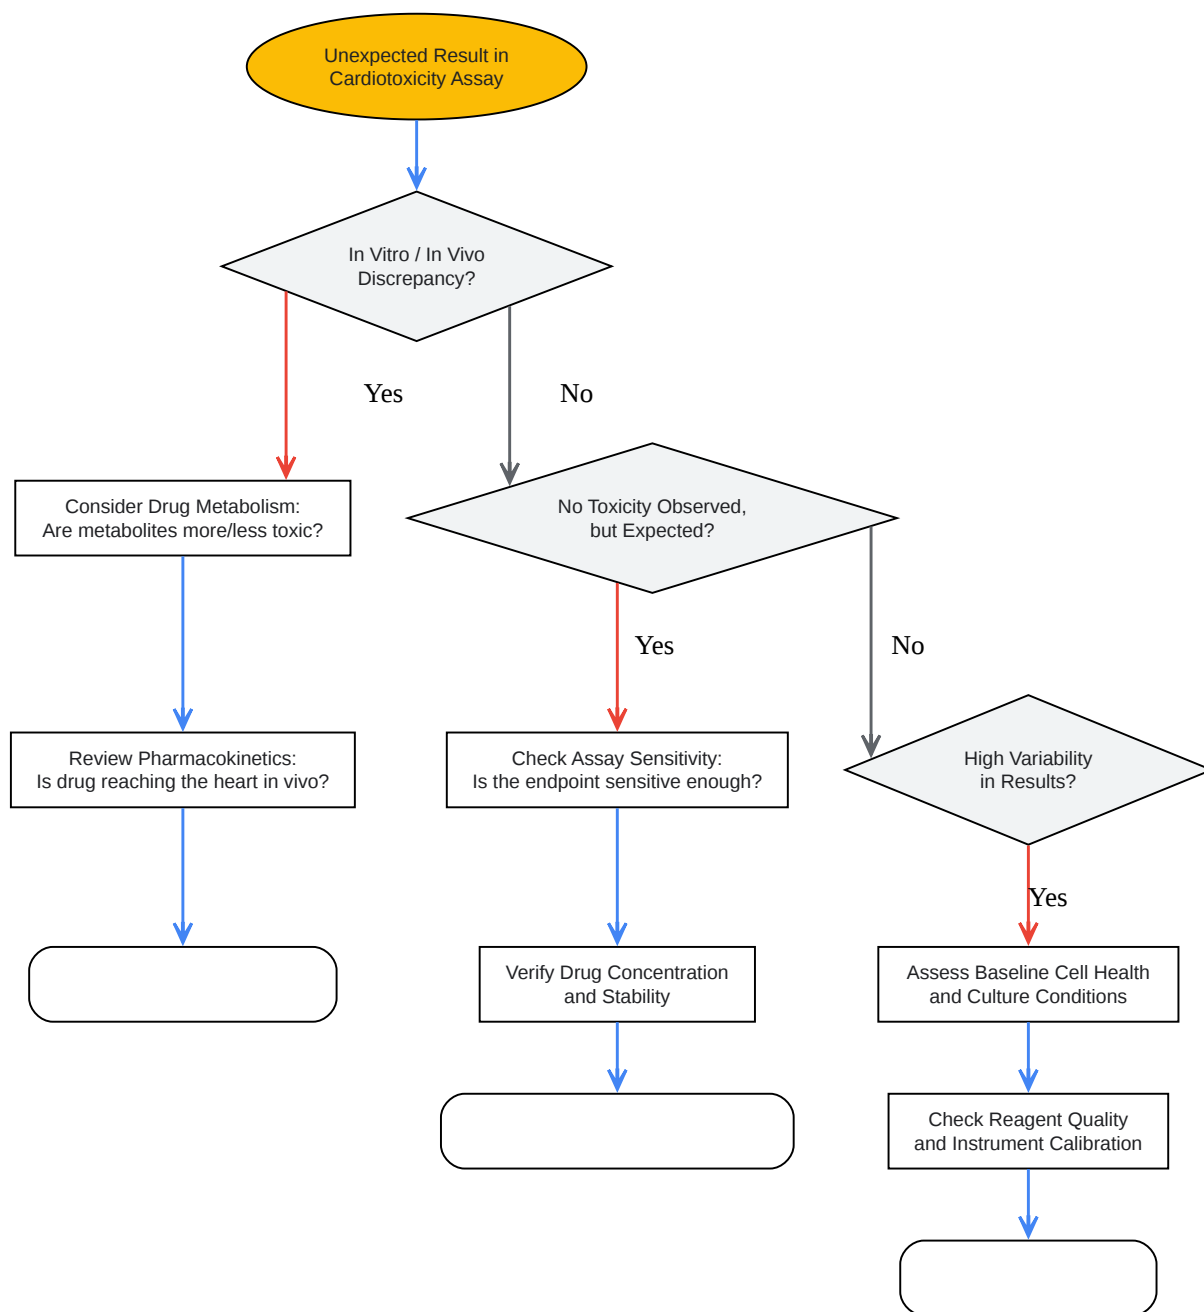 Unexpected Result in
Cardiotoxicity Assay
In Vitro / In Vivo
Discrepancy?
Yes
No
Consider Drug Metabolism:
Are metabolites more/less toxic?
No Toxicity Observed,
but Expected?
Yes
No
Review Pharmacokinetics:
Is drug reaching the heart in vivo?
Check Assay Sensitivity:
Is the endpoint sensitive enough?
High Variability
in Results?
Yes
Verify Drug Concentration
and Stability
Assess Baseline Cell Health
and Culture Conditions
Check Reagent Quality
and Instrument Calibration